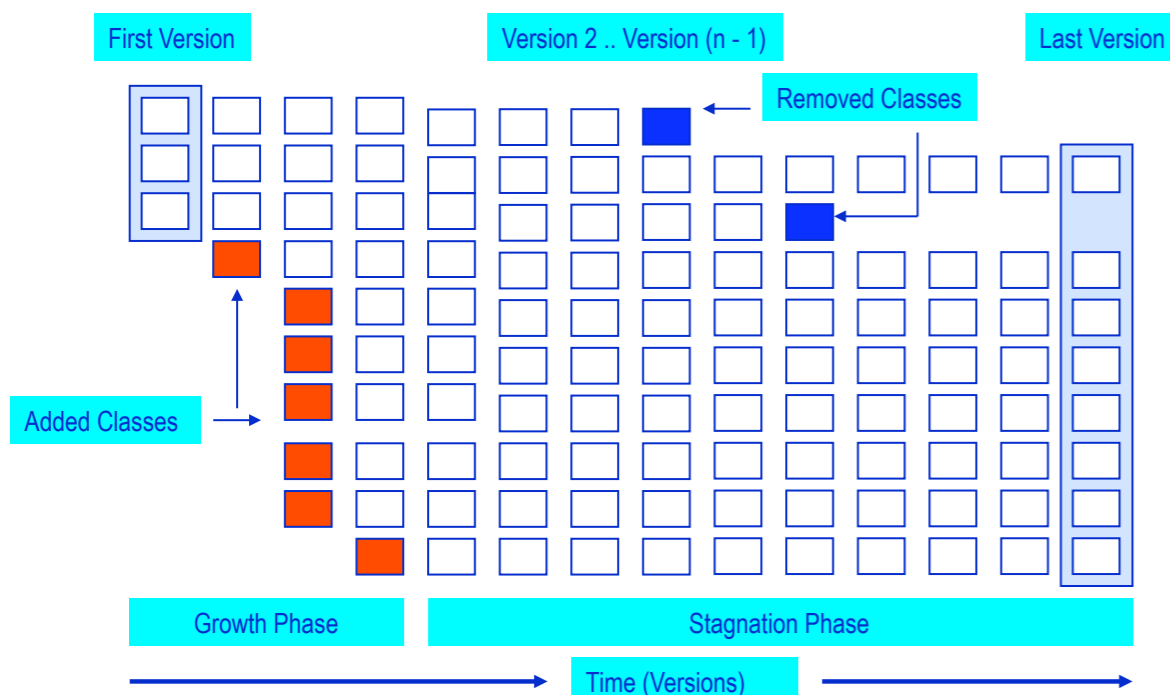 First Version
Version 2 .. Version (n - 1)
Last Version
Removed Classes
Added Classes
Growth Phase
Stagnation Phase
Time (Versions)